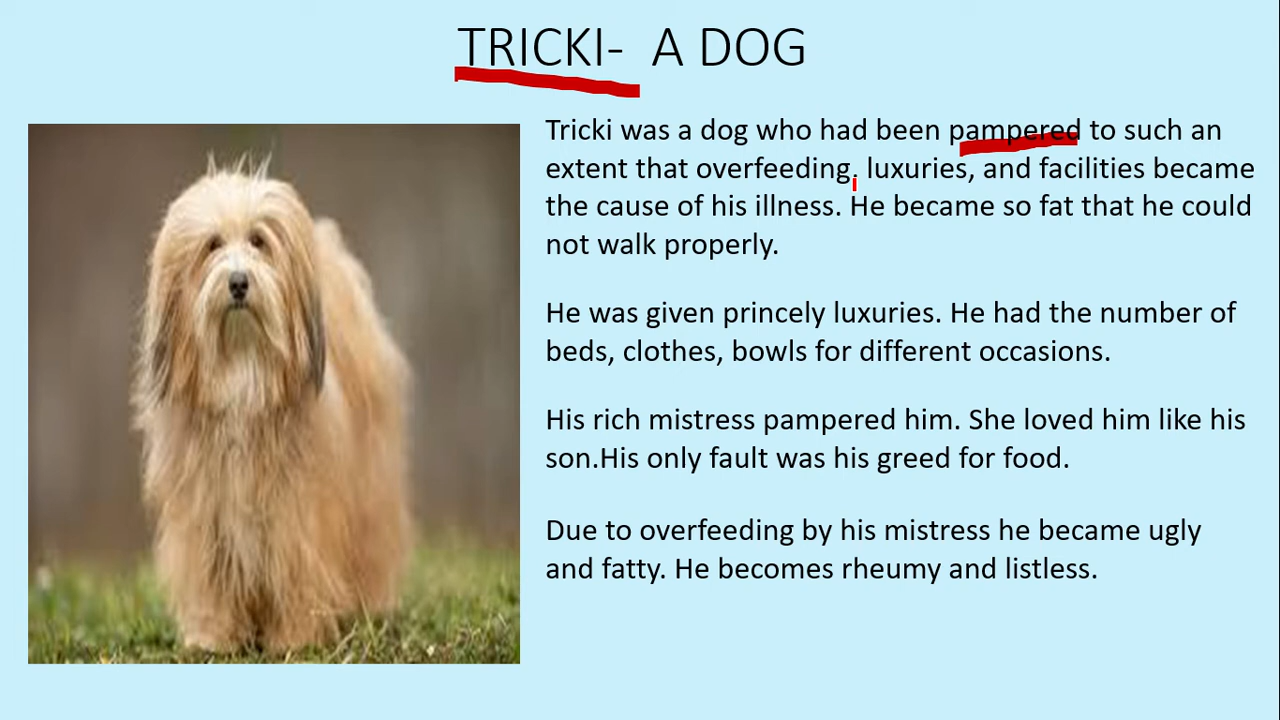 TRICKI- A DOG
Tricki was a dog who had been pampered to such an
extent that overfeeding. luxuries, and facilities became
the cause of his illness. He became so fat that he could
not walk properly.
He was given princely luxuries. He had the number of
beds, clothes, bowls for different occasions.
His rich mistress pampered him. She loved him like his
son.His only fault was his greed for food.
Due to overfeeding by his mistress he became ugly
and fatty. He becomes rheumy and listless.